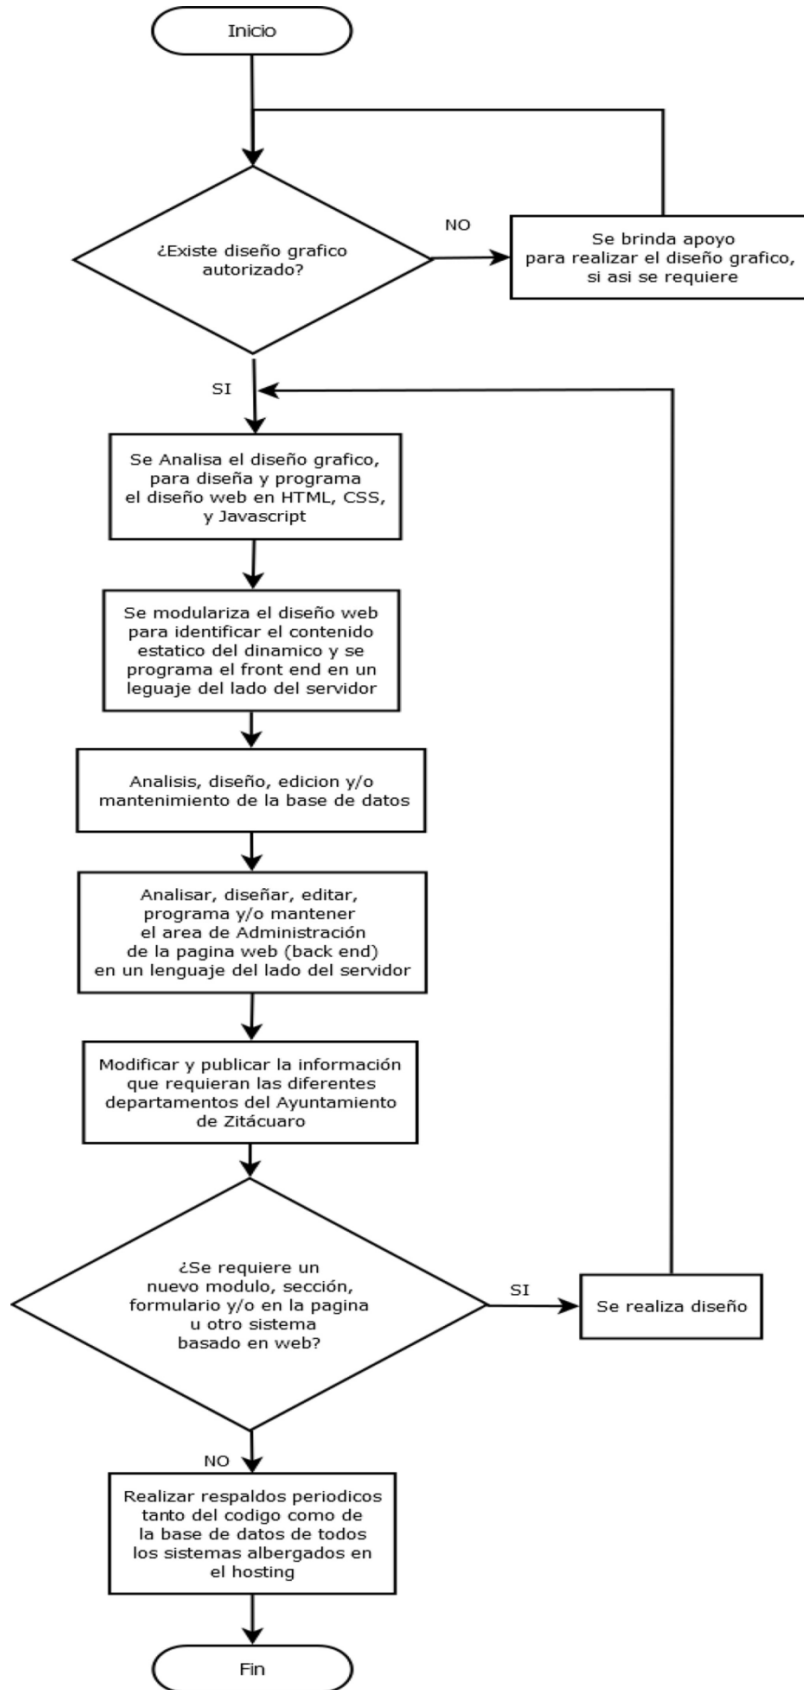 Inicio
¿Existe diseño grafico
autorizado?
NO
Se brinda apoyo
para realizar el diseño grafico,
si asi se requiere
SI
Se Analisa el diseño grafico,
para diseña y programa
el diseño web en HTML, CSS,
y Javascript
Se modulariza el diseño web
para identificar el contenido
estatico del dinamico y se
programa el front end en un
leguaje del lado del servidor
Analisis, diseño, edicion y/o
mantenimiento de la base de datos
Analisar, diseñar, editar,
programa y/o mantener
el area de Administración
de la pagina web (back end)
en un lenguaje del lado del servidor
Modificar y publicar la información
que requieran las diferentes
departamentos del Ayuntamiento
de Zitácuaro
¿Se requiere un
nuevo modulo, sección,
formulario y/o en la pagina
u otro sistema
basado en web?
SI
Se realiza diseño
NO
Realizar respaldos periodicos
tanto del codigo como de
la base de datos de todos
los sistemas albergados en
el hosting
Fin